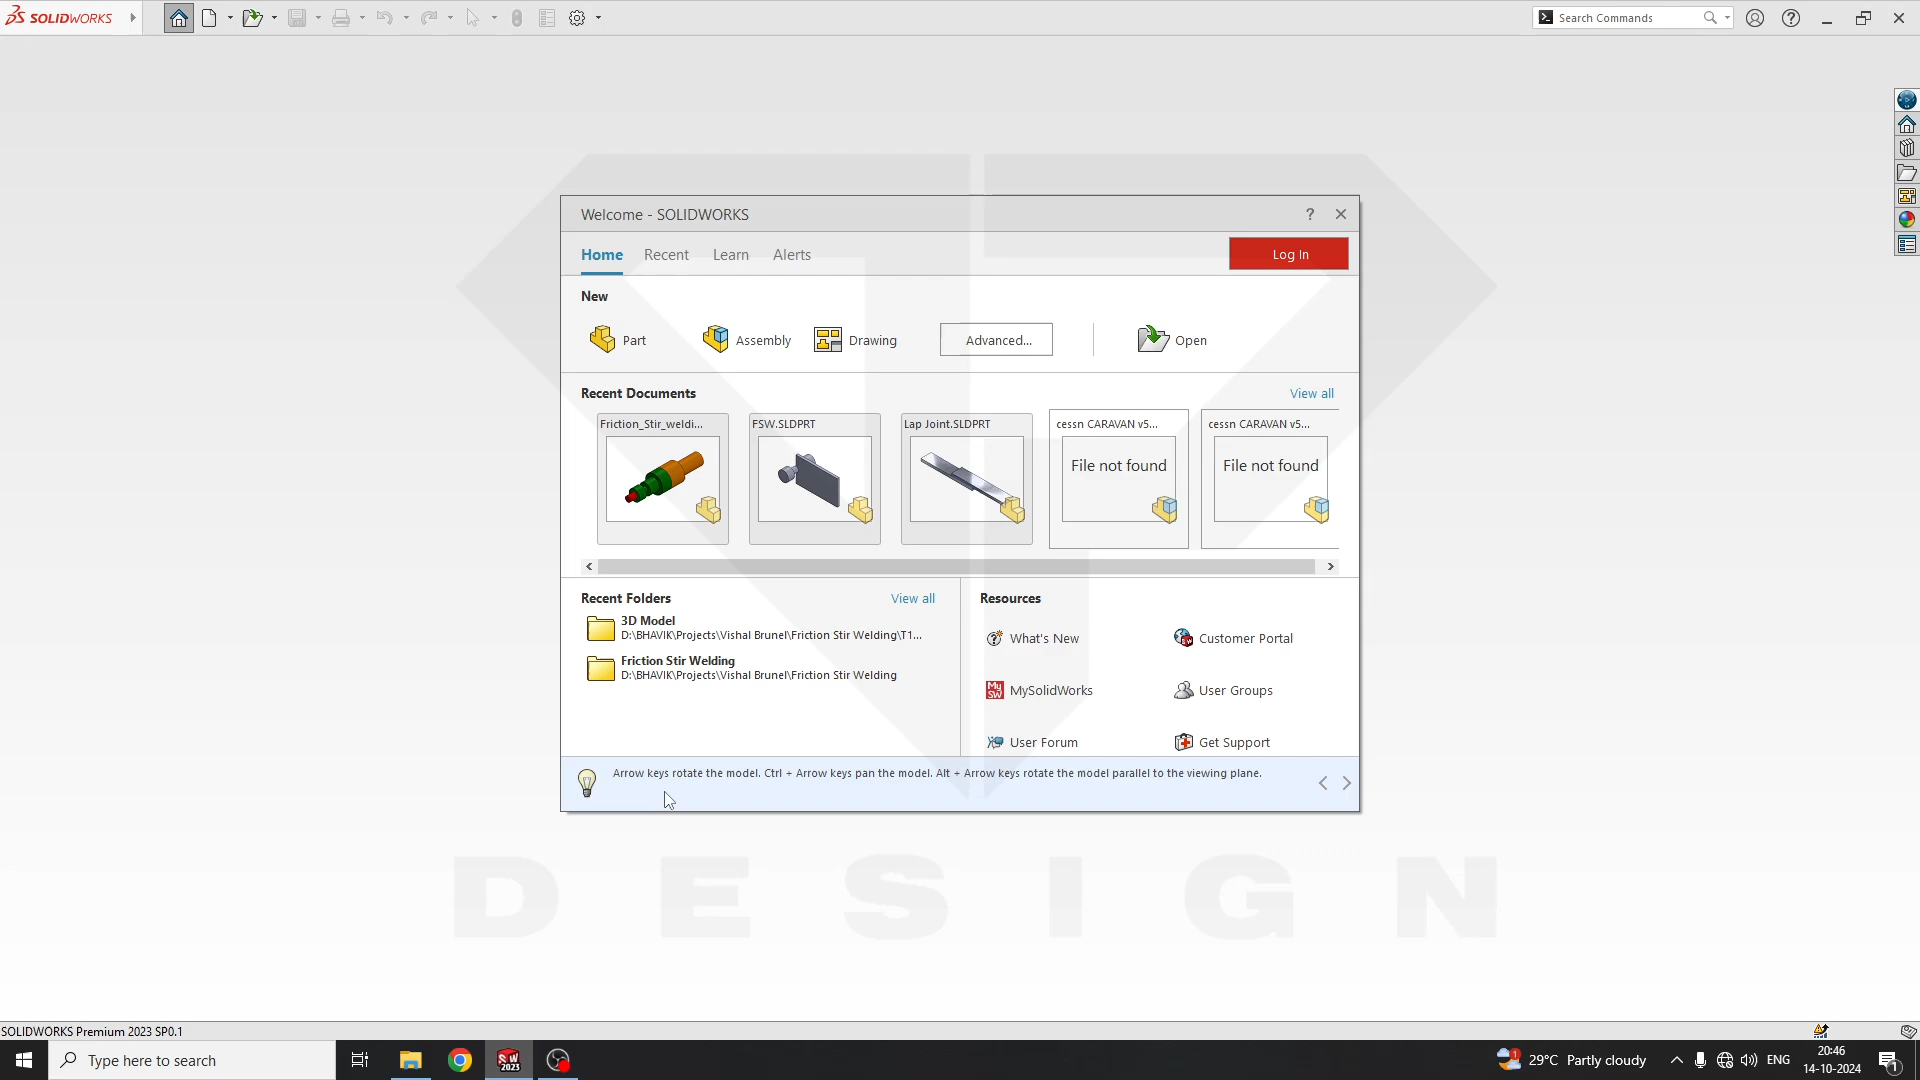 SOLIDWORKS
Search Commands
Welcome - SOLIDWORKS
Home Recent Learn Alerts Log In
New
Part Assembly Drawing Advanced... Open
Recent Documents View all
Friction_Stir_weldi... FSW.SLDPRT Lap Joint.SLDPRT cessn CARAVAN v5... cessn CARAVAN v5...
File not found File not found
Recent Folders View all
3D Model
D:\BHAVIK\Projects\Vishal Brunel\Friction Stir Welding\T1...
Friction Stir Welding
D:\BHAVIK\Projects\Vishal Brunel\Friction Stir Welding
Resources
What's New Customer Portal
MySolidWorks User Groups
User Forum Get Support
Arrow keys rotate the model. Ctrl + Arrow keys pan the model. Alt + Arrow keys rotate the model parallel to the viewing plane.
DESIGN
SOLIDWORKS Premium 2023 SP0.1
Type here to search
SW
2023
1
29°C Partly cloudy
ENG
20:46
14-10-2024
1